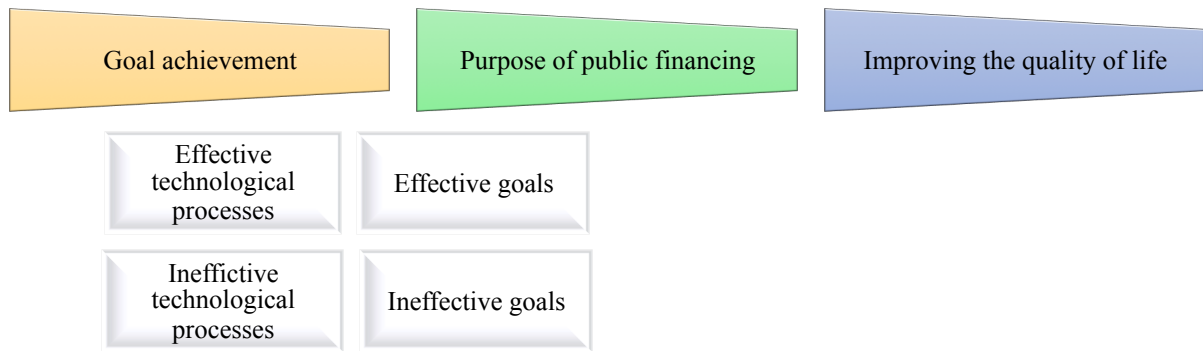 Goal achievement
Purpose of public financing
Improving the quality of life
Effective
technological
processes
Effective goals
Ineffictive
technological
processes
Ineffective goals